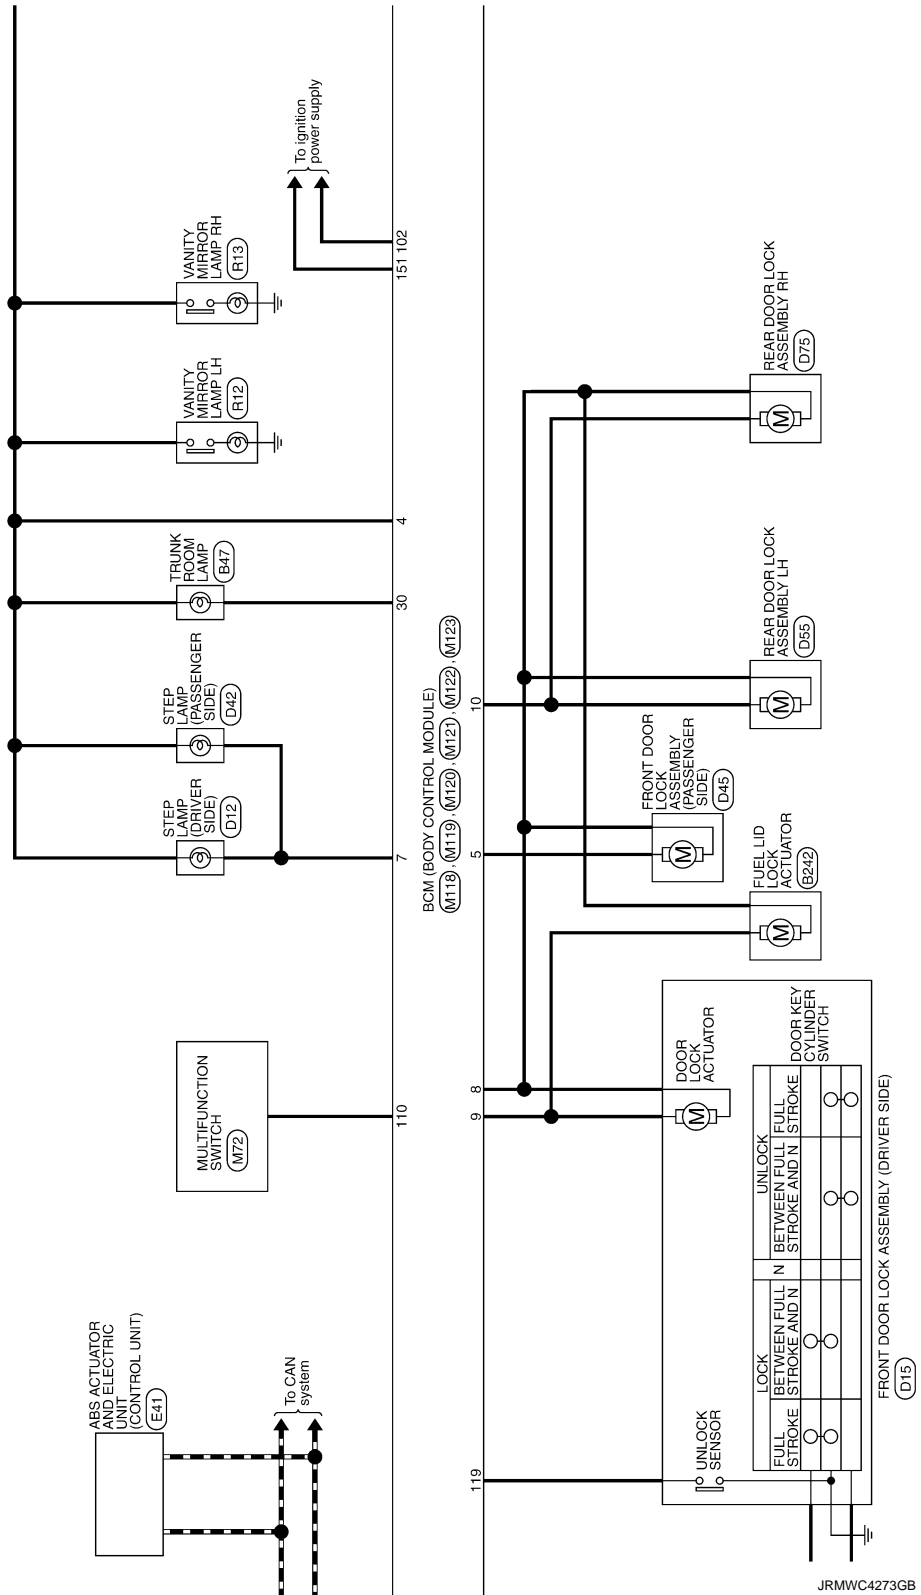 ABS ACTUATOR
AND ELECTRIC
UNIT
(CONTROL UNIT)
E41
To CAN
system
MULTIFUNCTION
SWITCH
M72
STEP
LAMP
(DRIVER
SIDE)
D12
STEP
LAMP
(PASSENGER
SIDE)
D42
TRUNK
ROOM
LAMP
B47
VANITY
MIRROR
LAMP LH
R12
VANITY
MIRROR
LAMP RH
R13
To ignition
power supply
110
7
30
4
151 102
BCM (BODY CONTROL MODULE)
M118 , M119 , M120 , M121 , M122 , M123
119
9 8
5
10
UNLOCK
SENSOR
DOOR
LOCK
ACTUATOR
M
LOCK
N
UNLOCK
FULL
STROKE
BETWEEN FULL
STROKE AND N
BETWEEN FULL
STROKE AND N
FULL
STROKE
DOOR KEY
CYLINDER
SWITCH
FRONT DOOR LOCK ASSEMBLY (DRIVER SIDE)
D15
M
FUEL LID
LOCK
ACTUATOR
B242
M
FRONT DOOR
LOCK
ASSEMBLY
(PASSENGER
SIDE)
D45
M
REAR DOOR LOCK
ASSEMBLY LH
D55
M
REAR DOOR LOCK
ASSEMBLY RH
D75
JRMWC4273GB